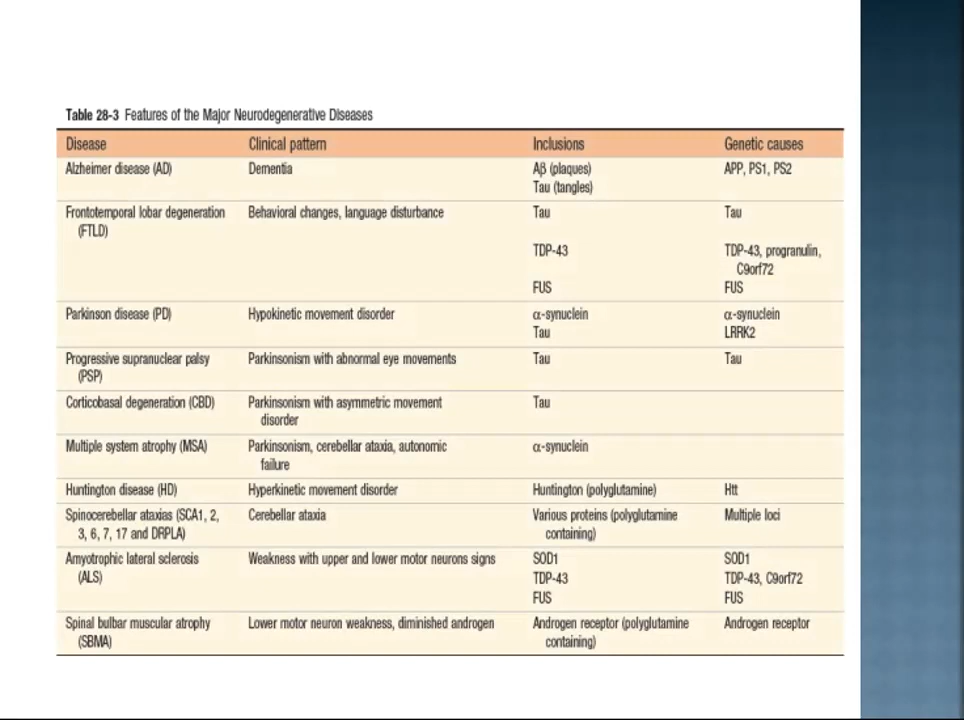 Table 28-3 Features of the Major Neurodegenerative Diseases
Disease Clinical pattern Inclusions Genetic causes
Alzheimer disease (AD) Dementia Aβ (plaques) APP, PS1, PS2
Tau (tangles)
Frontotemporal lobar degeneration Behavioral changes, language disturbance Tau Tau
(FTLD)
TDP-43 TDP-43, progranulin,
C9orf72
FUS FUS
Parkinson disease (PD) Hypokinetic movement disorder α-synuclein α-synuclein
Tau LRRK2
Progressive supranuclear palsy Parkinsonism with abnormal eye movements Tau Tau
(PSP)
Corticobasal degeneration (CBD) Parkinsonism with asymmetric movement Tau
disorder
Multiple system atrophy (MSA) Parkinsonism, cerebellar ataxia, autonomic α-synuclein
failure
Huntington disease (HD) Hyperkinetic movement disorder Huntington (polyglutamine) Htt
Spinocerebellar ataxias (SCA1, 2, Cerebellar ataxia Various proteins (polyglutamine Multiple loci
3, 6, 7, 17 and DRPLA) containing)
Amyotrophic lateral sclerosis Weakness with upper and lower motor neurons signs SOD1 SOD1
(ALS) TDP-43 TDP-43, C9orf72
FUS FUS
Spinal bulbar muscular atrophy Lower motor neuron weakness, diminished androgen Androgen receptor (polyglutamine Androgen receptor
(SBMA) containing)